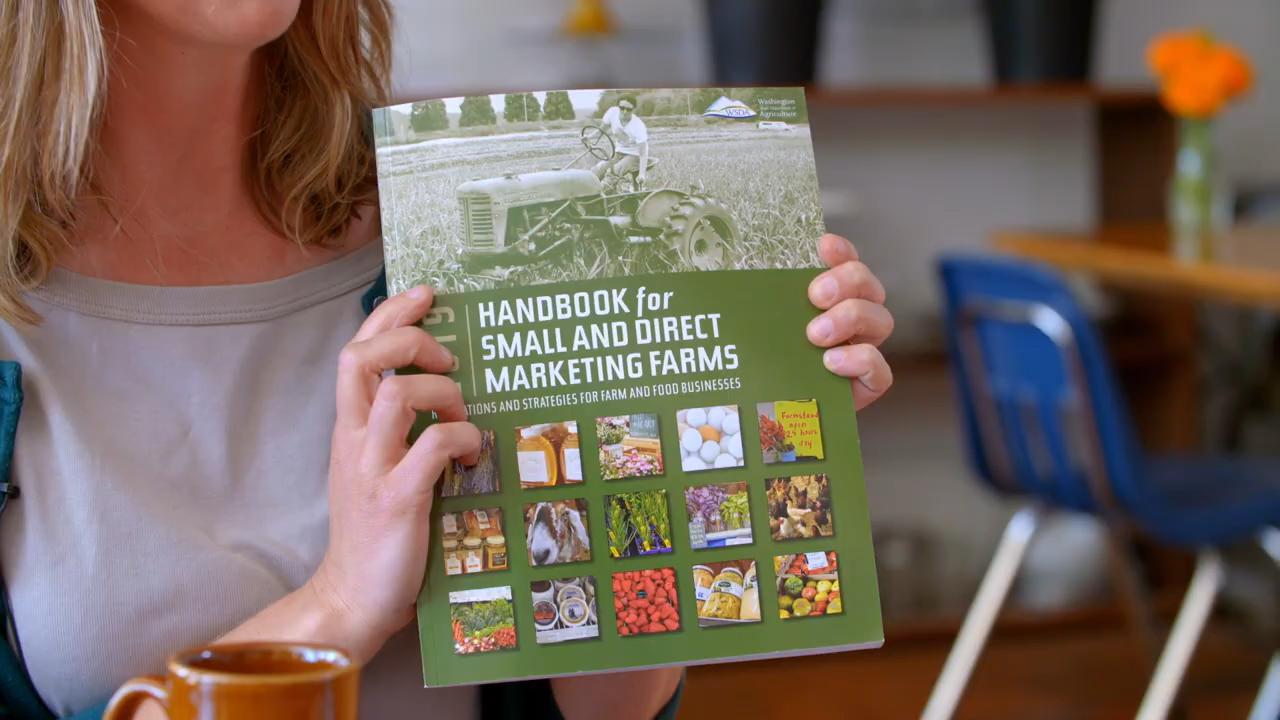 WSDA
Washington
State Department of
Agriculture
HANDBOOK for
SMALL AND DIRECT
MARKETING FARMS
AND STRATEGIES FOR FARM AND FOOD BUSINESSES
Farmstand
open
24 hours
day